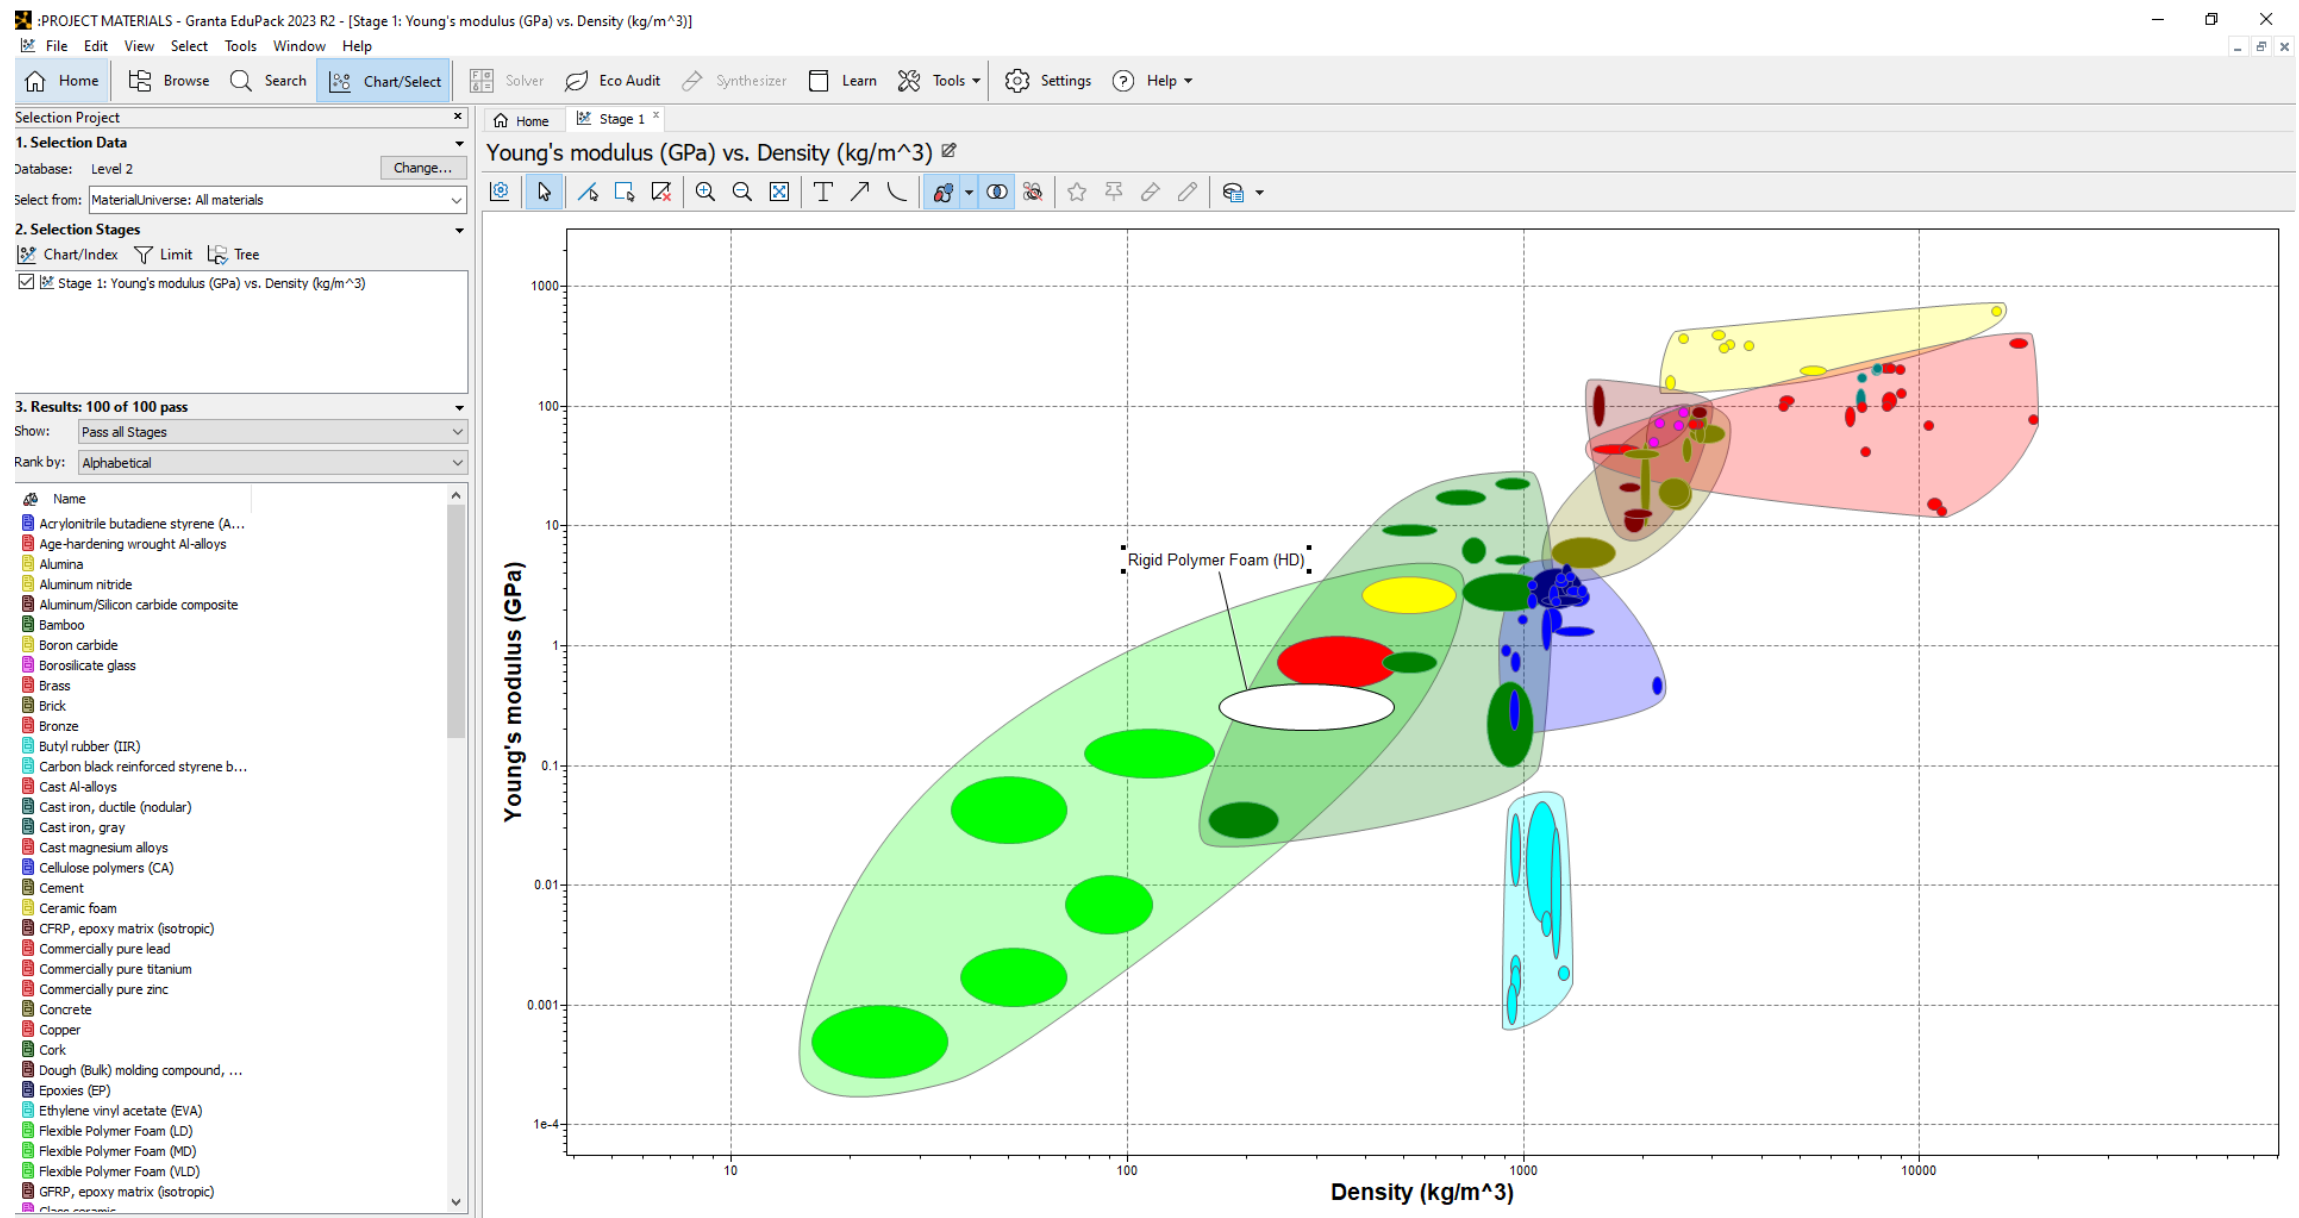 :PROJECT MATERIALS - Granta EduPack 2023 R2 - [Stage 1: Young's modulus (GPa) vs. Density (kg/m^3)]
File Edit View Select Tools Window Help
Home Browse Search Chart/Select Solver Eco Audit Synthesizer Learn Tools Settings Help
Selection Project
1. Selection Data
Database: Level 2 Change...
Select from: MaterialUniverse: All materials
2. Selection Stages
Chart/Index Limit Tree
Stage 1: Young's modulus (GPa) vs. Density (kg/m^3)
3. Results: 100 of 100 pass
Show: Pass all Stages
Rank by: Alphabetical
Name
Acrylonitrile butadiene styrene (A...
Age-hardening wrought Al-alloys
Alumina
Aluminum nitride
Aluminum/Silicon carbide composite
Bamboo
Boron carbide
Borosilicate glass
Brass
Brick
Bronze
Butyl rubber (IIR)
Carbon black reinforced styrene b...
Cast Al-alloys
Cast iron, ductile (nodular)
Cast iron, gray
Cast magnesium alloys
Cellulose polymers (CA)
Cement
Ceramic foam
CFRP, epoxy matrix (isotropic)
Commercially pure lead
Commercially pure titanium
Commercially pure zinc
Concrete
Copper
Cork
Dough (Bulk) molding compound, ...
Epoxies (EP)
Ethylene vinyl acetate (EVA)
Flexible Polymer Foam (LD)
Flexible Polymer Foam (MD)
Flexible Polymer Foam (VLD)
GFRP, epoxy matrix (isotropic)
Glass ceramic
Home Stage 1
Young's modulus (GPa) vs. Density (kg/m^3)
Young's modulus (GPa)
1000
100
10
1
0.1
0.01
0.001
1e-4
Rigid Polymer Foam (HD)
10 100 1000 10000
Density (kg/m^3)